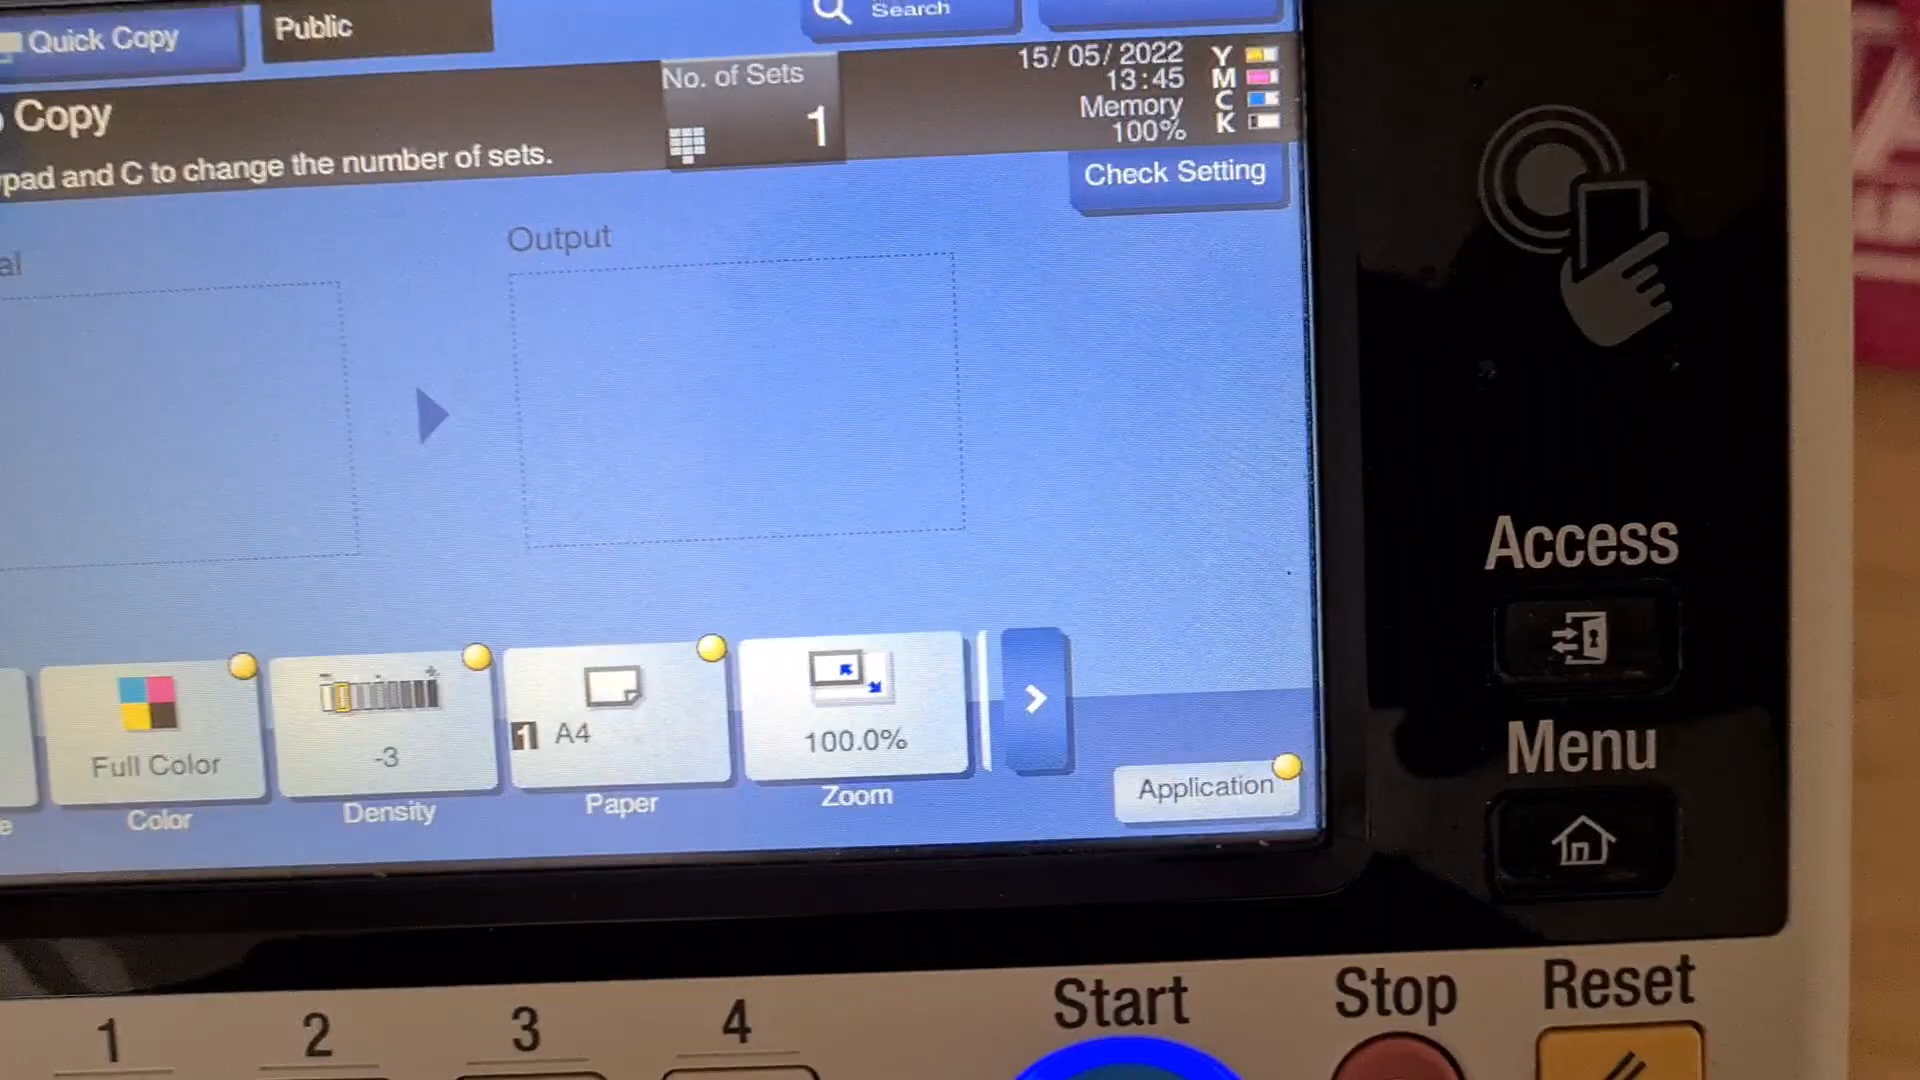 Quick Copy
Public
Search
Copy
No. of Sets
1
15/05/2022
13:45
Memory
100%
Y
M
C
K
pad and C to change the number of sets.
Check Setting
Output
Full Color
-3
1 A4
100.0%
Color
Density
Paper
Zoom
Application
Access
Menu
1
2
3
4
Start
Stop
Reset